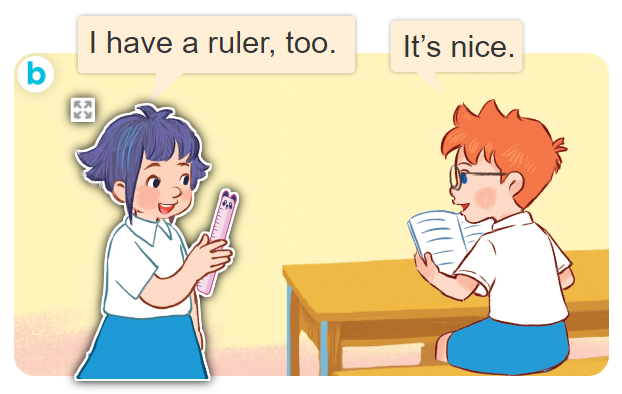 I have a ruler, too.
It's nice.
b